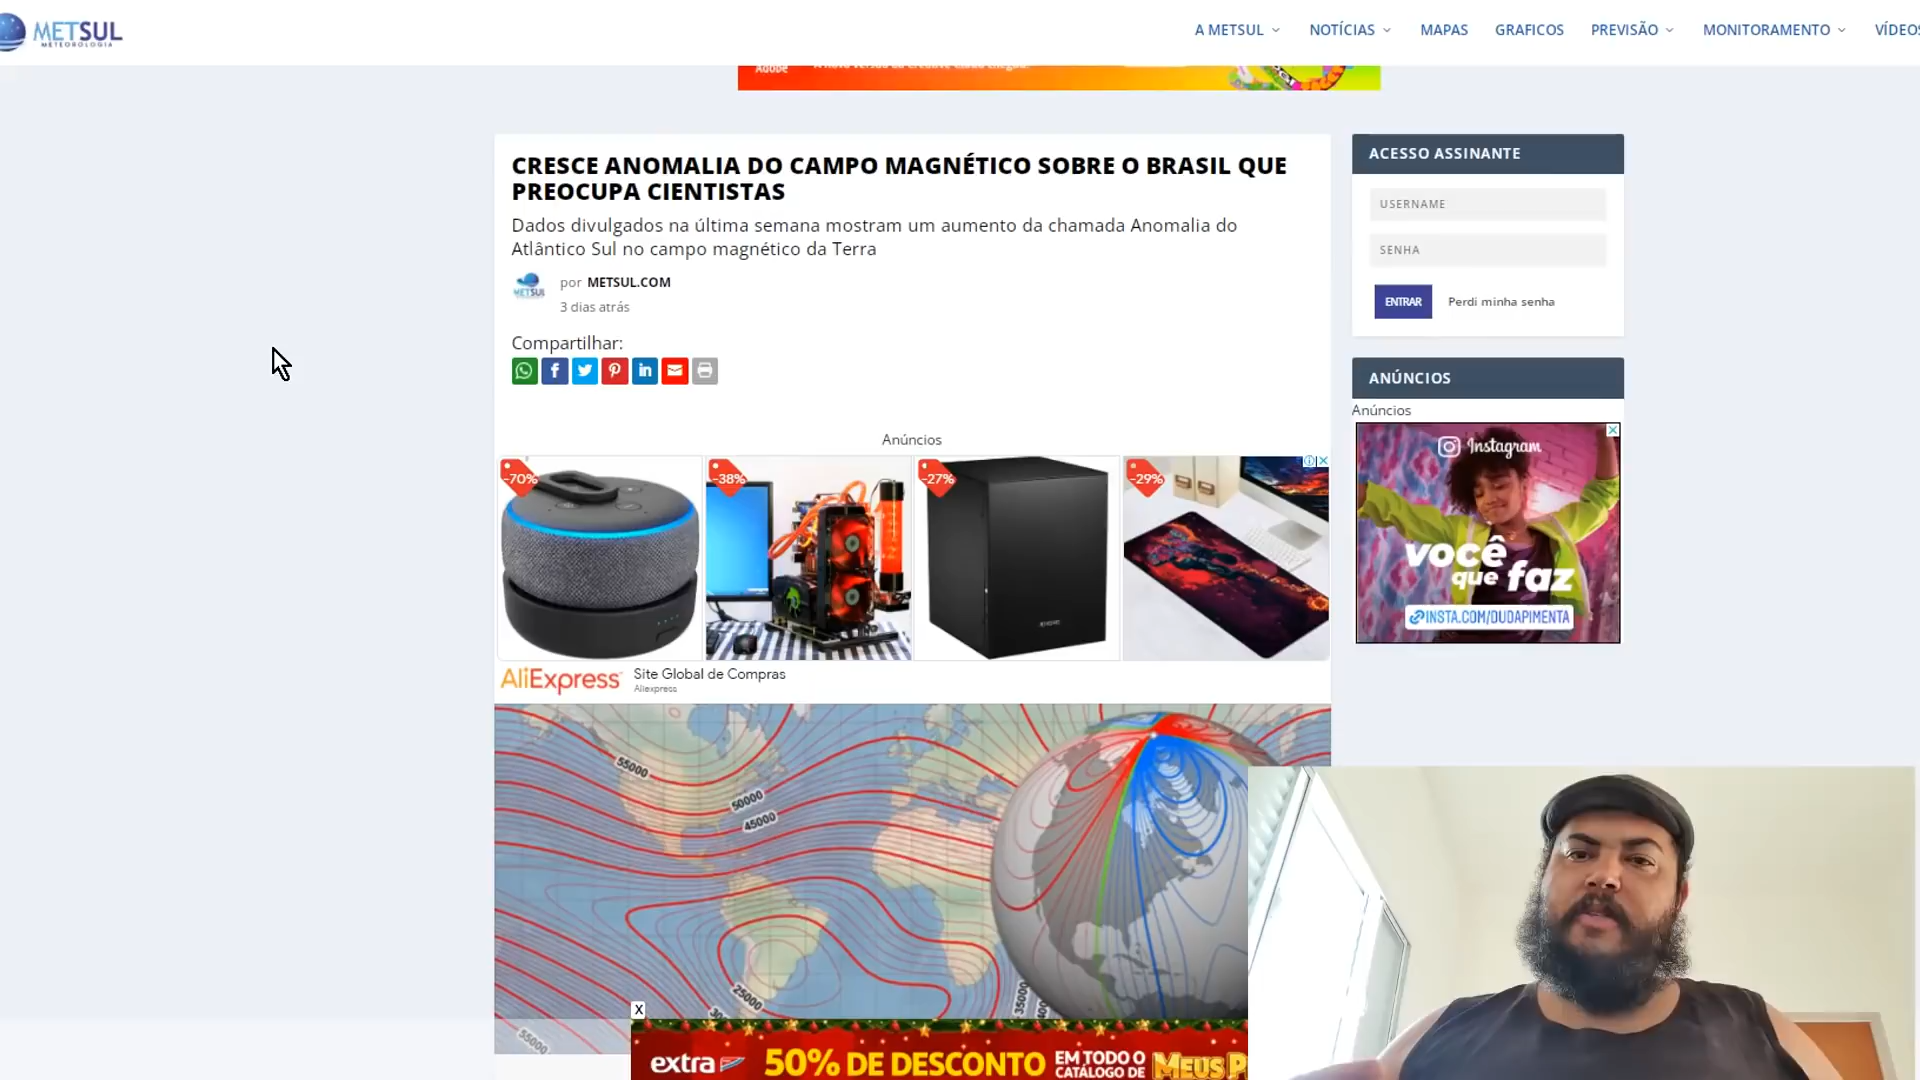 METSUL
METEOROLOGIA
A METSUL
NOTÍCIAS
MAPAS
GRAFICOS
PREVISÃO
MONITORAMENTO
VÍDEOS
Adobe
CRESCE ANOMALIA DO CAMPO MAGNÉTICO SOBRE O BRASIL QUE
PREOCUPA CIENTISTAS
Dados divulgados na última semana mostram um aumento da chamada Anomalia do
Atlântico Sul no campo magnético da Terra
METSUL
por METSUL.COM
3 dias atrás
Compartilhar:
Anúncios
-70%
-38%
-27%
-29%
AliExpress
Site Global de Compras
Aliexpress
55000
50000
45000
25000
35000
55000
X
extra
50% DE DESCONTO
EM TODO O
CATÁLOGO DE
MEUS P
ACESSO ASSINANTE
USERNAME
SENHA
ENTRAR
Perdi minha senha
ANÚNCIOS
Anúncios
Instagram
você
que faz
INSTA.COM/DUDAPIMENTA